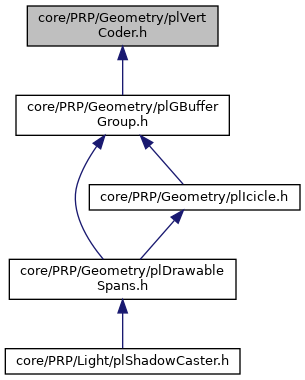 core/PRP/Geometry/plVert
Coder.h
core/PRP/Geometry/plGBuffer
Group.h
core/PRP/Geometry/plIcicle.h
core/PRP/Geometry/plDrawable
Spans.h
core/PRP/Light/plShadowCaster.h